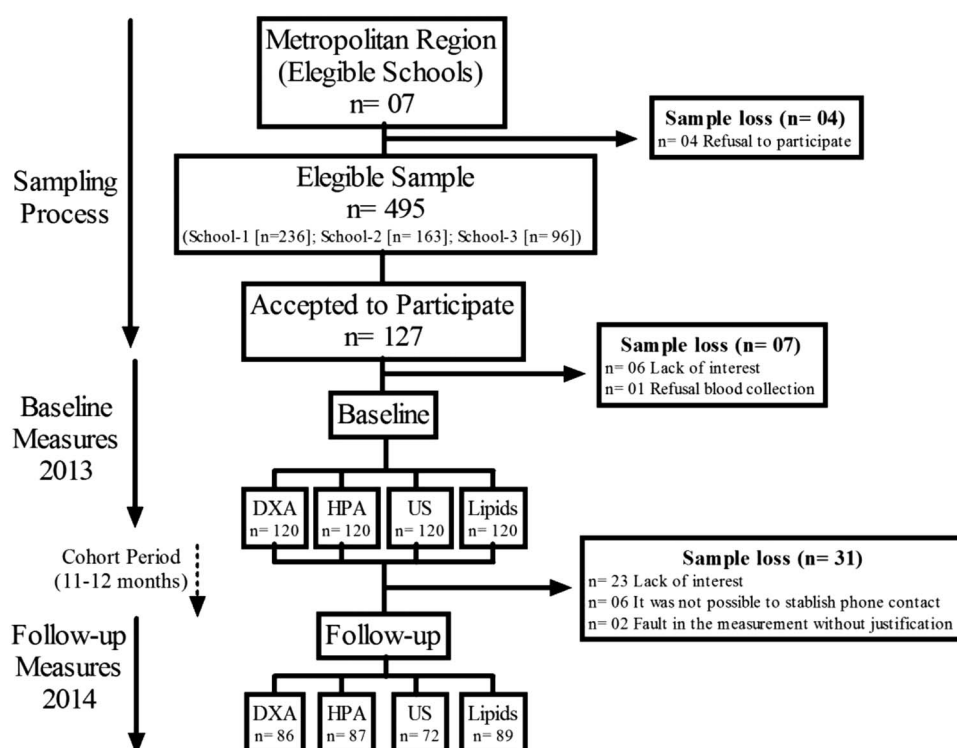 Metropolitan Region
(Elegible Schools)
n= 07
Sample loss (n= 04)
n= 04 Refusal to participate
Sampling
Process
Elegible Sample
n= 495
(School-1 [n=236]; School-2 [n= 163]; School-3 [n= 96])
Accepted to Participate
n= 127
Sample loss (n= 07)
n= 06 Lack of interest
n= 01 Refusal blood collection
Baseline
Measures
2013
Baseline
DXA
n= 120
HPA
n= 120
US
n= 120
Lipids
n= 120
Cohort Period
(11-12 months)
Sample loss (n= 31)
n= 23 Lack of interest
n= 06 It was not possible to stablish phone contact
n= 02 Fault in the measurement without justification
Follow-up
Measures
2014
Follow-up
DXA
n= 86
HPA
n= 87
US
n= 72
Lipids
n= 89